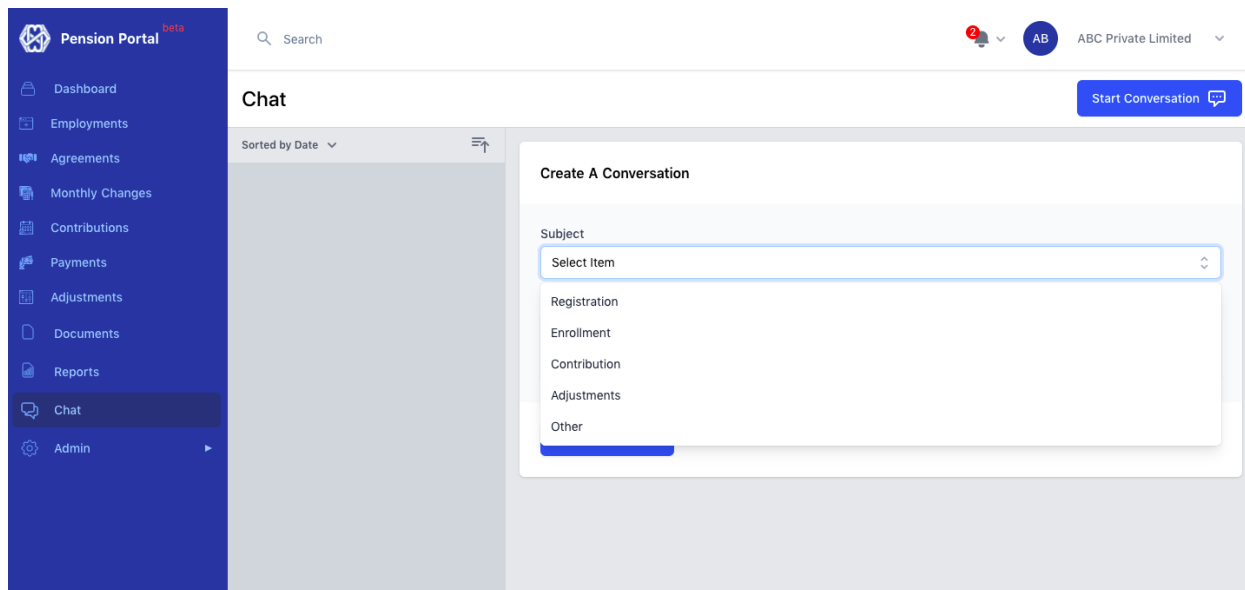 Pension Portal beta
Search
2
AB
ABC Private Limited
Dashboard
Employments
Agreements
Monthly Changes
Contributions
Payments
Adjustments
Documents
Reports
Chat
Admin
Chat
Start Conversation
Sorted by Date
Create A Conversation
Subject
Select Item
Registration
Enrollment
Contribution
Adjustments
Other